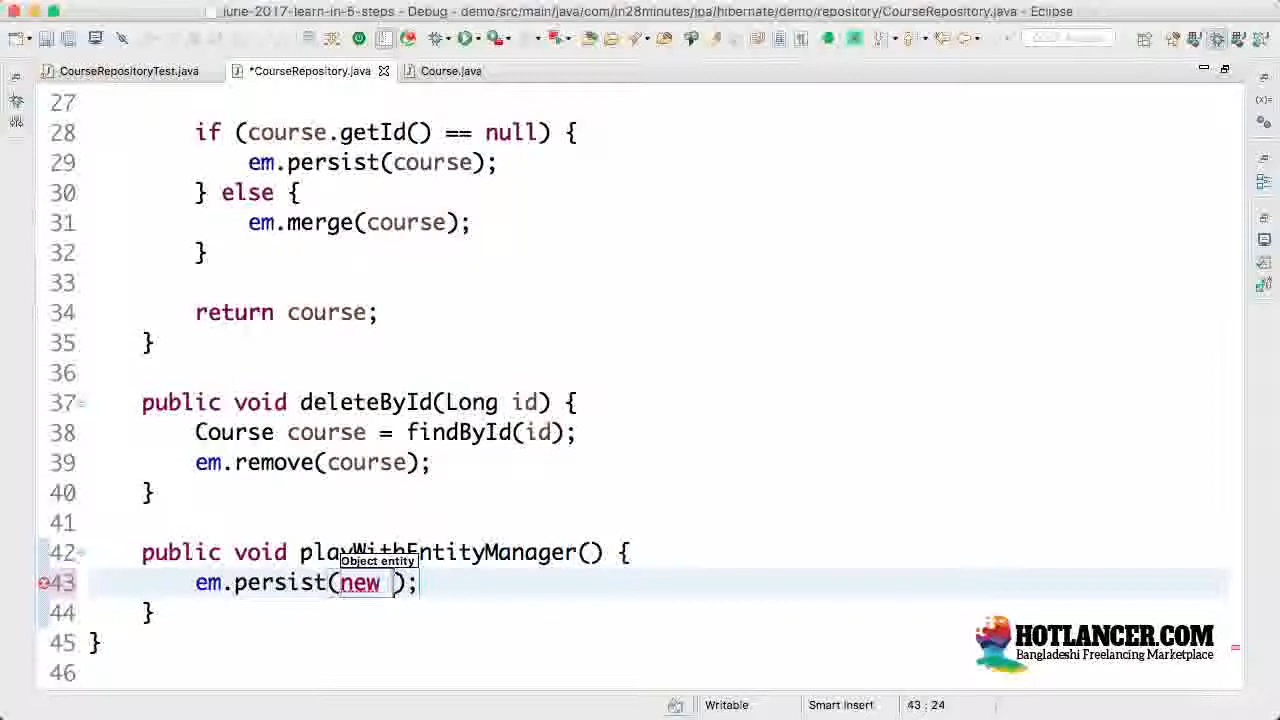 june-2017-learn-in-5-steps - Debug - demo/src/main/java/com/in28minutes/jpa/hibernate/demo/repository/CourseRepository.java - Eclipse
CourseRepositoryTest.java
*CourseRepository.java
Course.java
27
28 if (course.getId() == null) {
29 em.persist(course);
30 } else {
31 em.merge(course);
32 }
33
34 return course;
35 }
36
37 public void deleteById(Long id) {
38 Course course = findById(id);
39 em.remove(course);
40 }
41
42 public void playWithEntityManager() {
Object entity
43 em.persist(new );
44 }
45 }
46
HOTLANCER.COM
Bangladeshi Freelancing Marketplace
Writable
Smart Insert
43 : 24